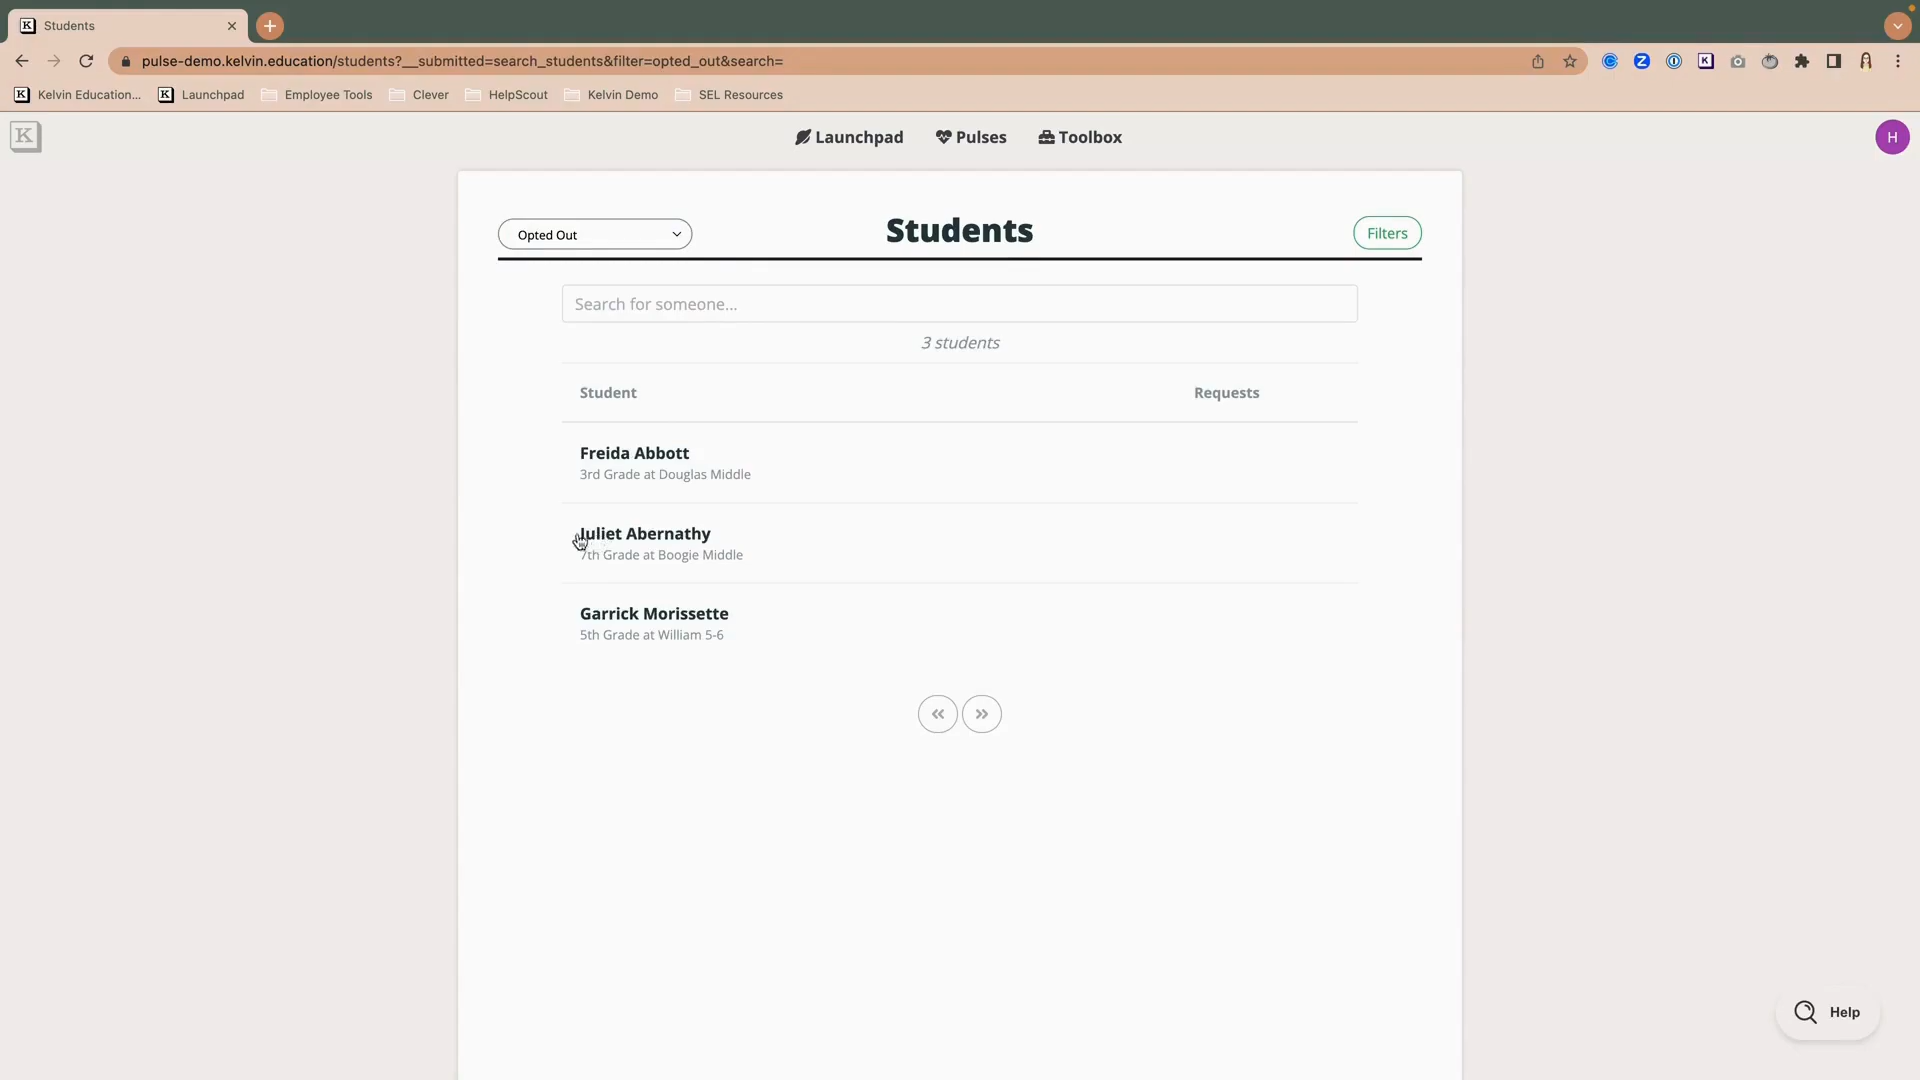 K Students
pulse-demo.kelvin.education/students?__submitted=search_students&filter=opted_out&search=
K Kelvin Education... K Launchpad Employee Tools Clever HelpScout Kelvin Demo SEL Resources
K Launchpad Pulses Toolbox H
Opted Out Students Filters
Search for someone...
3 students
Student Requests
Freida Abbott
3rd Grade at Douglas Middle
Juliet Abernathy
7th Grade at Boogie Middle
Garrick Morissette
5th Grade at William 5-6
« »
Help